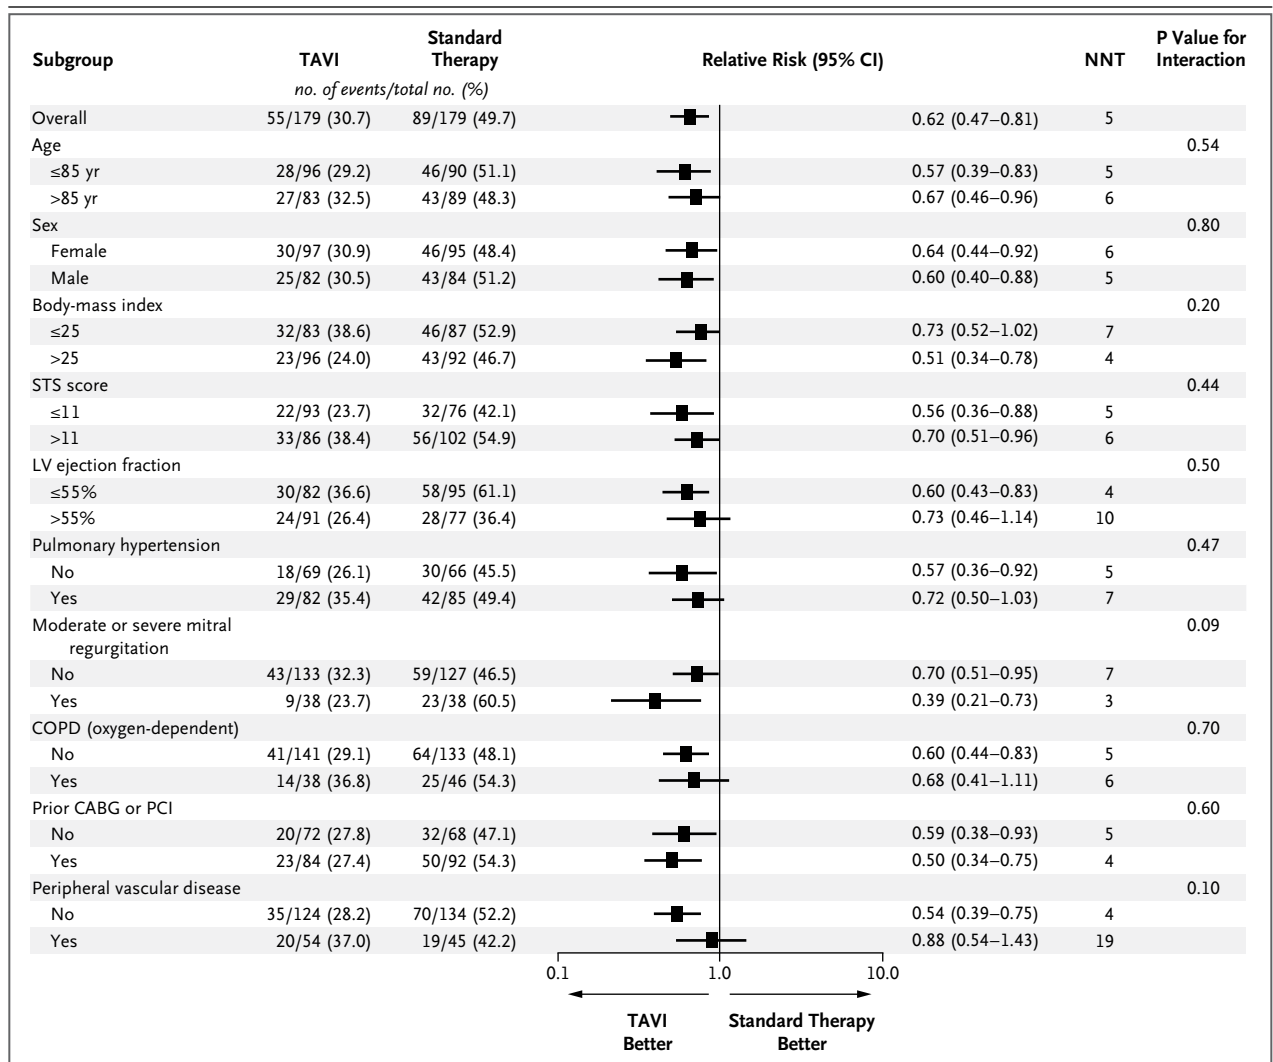 Subgroup TAVI Standard Therapy Relative Risk (95% CI) NNT P Value for Interaction
no. of events/total no. (%)
Overall 55/179 (30.7) 89/179 (49.7) 0.62 (0.47–0.81) 5
Age 0.54
≤85 yr 28/96 (29.2) 46/90 (51.1) 0.57 (0.39–0.83) 5
>85 yr 27/83 (32.5) 43/89 (48.3) 0.67 (0.46–0.96) 6
Sex 0.80
Female 30/97 (30.9) 46/95 (48.4) 0.64 (0.44–0.92) 6
Male 25/82 (30.5) 43/84 (51.2) 0.60 (0.40–0.88) 5
Body-mass index 0.20
≤25 32/83 (38.6) 46/87 (52.9) 0.73 (0.52–1.02) 7
>25 23/96 (24.0) 43/92 (46.7) 0.51 (0.34–0.78) 4
STS score 0.44
≤11 22/93 (23.7) 32/76 (42.1) 0.56 (0.36–0.88) 5
>11 33/86 (38.4) 56/102 (54.9) 0.70 (0.51–0.96) 6
LV ejection fraction 0.50
≤55% 30/82 (36.6) 58/95 (61.1) 0.60 (0.43–0.83) 4
>55% 24/91 (26.4) 28/77 (36.4) 0.73 (0.46–1.14) 10
Pulmonary hypertension 0.47
No 18/69 (26.1) 30/66 (45.5) 0.57 (0.36–0.92) 5
Yes 29/82 (35.4) 42/85 (49.4) 0.72 (0.50–1.03) 7
Moderate or severe mitral 0.09
regurgitation
No 43/133 (32.3) 59/127 (46.5) 0.70 (0.51–0.95) 7
Yes 9/38 (23.7) 23/38 (60.5) 0.39 (0.21–0.73) 3
COPD (oxygen-dependent) 0.70
No 41/141 (29.1) 64/133 (48.1) 0.60 (0.44–0.83) 5
Yes 14/38 (36.8) 25/46 (54.3) 0.68 (0.41–1.11) 6
Prior CABG or PCI 0.60
No 20/72 (27.8) 32/68 (47.1) 0.59 (0.38–0.93) 5
Yes 23/84 (27.4) 50/92 (54.3) 0.50 (0.34–0.75) 4
Peripheral vascular disease 0.10
No 35/124 (28.2) 70/134 (52.2) 0.54 (0.39–0.75) 4
Yes 20/54 (37.0) 19/45 (42.2) 0.88 (0.54–1.43) 19
0.1 1.0 10.0
TAVI Standard Therapy
Better Better